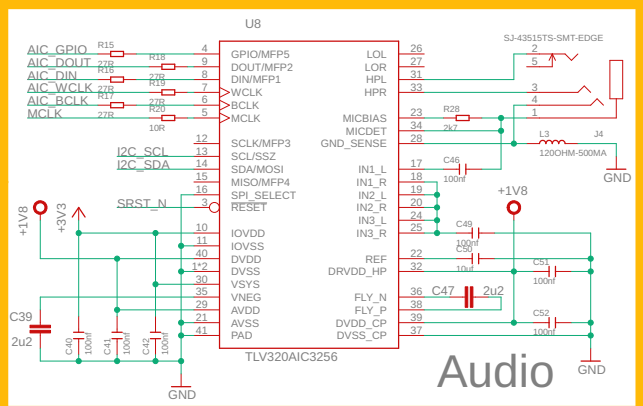 U8
SJ-43515TS-SMT-EDGE
AIC_GPIO R15 27R 4 GPIO/MFP5 LOL 26 2
AIC_DOUT R18 27R 9 DOUT/MFP2 LOR 27 5
AIC_DIN R16 27R 8 DIN/MFP1 HPL 31
AIC_WCLK R19 27R 7 WCLK HPR 33 3
AIC_BCLK R17 27R 6 BCLK 4
MCLK R20 10R 5 MCLK MICBIAS 23 R28 2k7 1
MICDET 34
12 SCLK/MFP3 GND_SENSE 28 L3 120OHM-500MA J4
I2C_SCL 13 SCL/SSZ
I2C_SDA 14 SDA/MOSI IN1_L 17 C46 100nf GND
15 MISO/MFP4 IN1_R 18
16 SPI_SELECT IN2_L 19 +1V8
SRST_N 3 RESET IN2_R 20
+1V8 +3V3 IN3_L 24
10 IOVDD IN3_R 25 C49 100nf
11 IOVSS
40 DVDD REF 22 C50 10uf
1*2 DVSS DRVDD_HP 32 C51 100nf
30 VSYS
35 VNEG FLY_N 36 C47 2u2
29 AVDD FLY_P 38
C39 2u2 21 AVSS DVDD_CP 39 C52 100nf
C40 100nf C41 100nf C42 100nf 41 PAD DVSS_CP 37
TLV320AIC3256
Audio
GND
GND